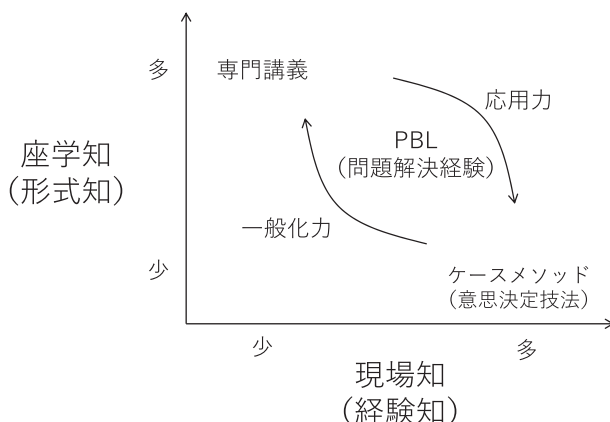 多
専門講義
応用力
PBL
(問題解決経験)
座学知
(形式知)
一般化力
少
ケースメソッド
(意思決定技法)
少
多
現場知
(経験知)